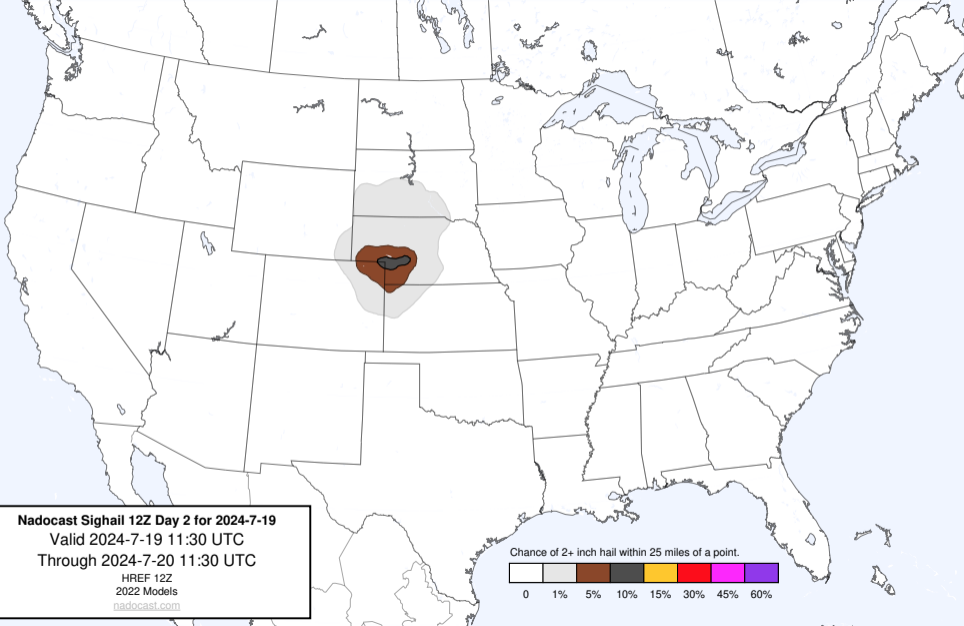 Nadocast Sighail 12Z Day 2 for 2024-7-19
Valid 2024-7-19 11:30 UTC
Through 2024-7-20 11:30 UTC
HREF 12Z
2022 Models
nadocast.com
Chance of 2+ inch hail within 25 miles of a point.
0 1% 5% 10% 15% 30% 45% 60%